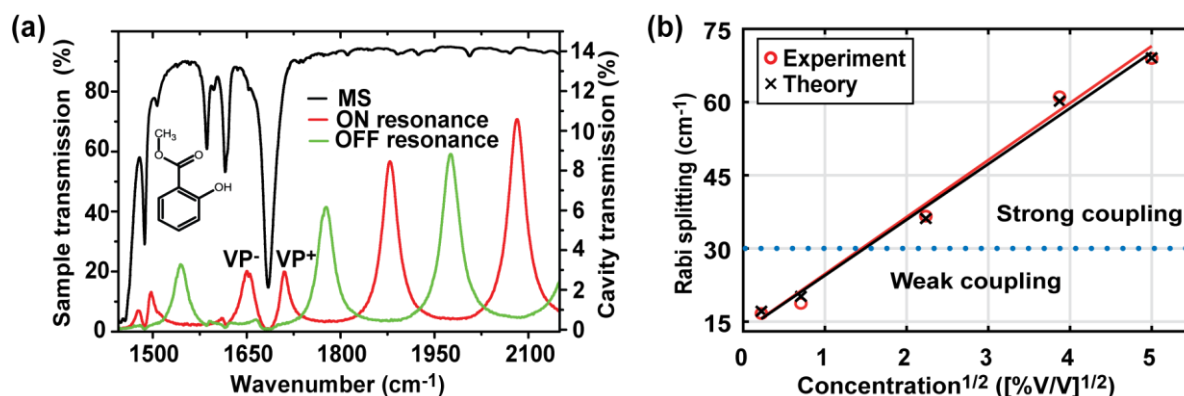 (a)
Sample transmission (%)
80
60
40
20
0
MS
ON resonance
OFF resonance
CH₃
O
O
OH
VP⁻
VP⁺
14
12
10
8
6
4
2
0
Cavity transmission (%)
1500
1650
1800
1950
2100
Wavenumber (cm⁻¹)
(b)
Rabi splitting (cm⁻¹)
75
60
45
30
15
Experiment
Theory
Strong coupling
Weak coupling
0
1
2
3
4
5
Concentration¹/² ([%V/V]¹/²)